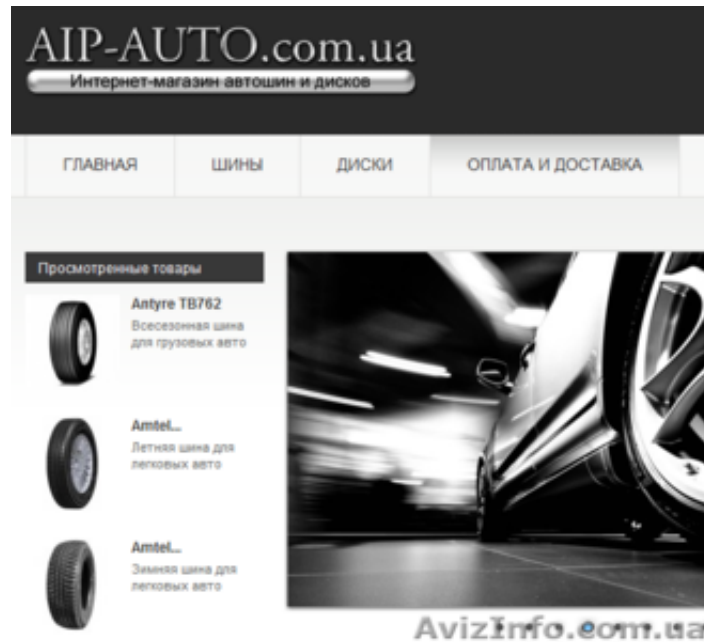 AIP-AUTO.com.ua
Интернет-магазин автошин и дисков
ГЛАВНАЯ ШИНЫ ДИСКИ ОПЛАТА И ДОСТАВКА
Просмотренные товары
Antyre TB762
Всесезонная шина
для грузовых авто
Amtel...
Летняя шина для
легковых авто
Amtel...
Зимняя шина для
легковых авто
AvizInfo.com.ua